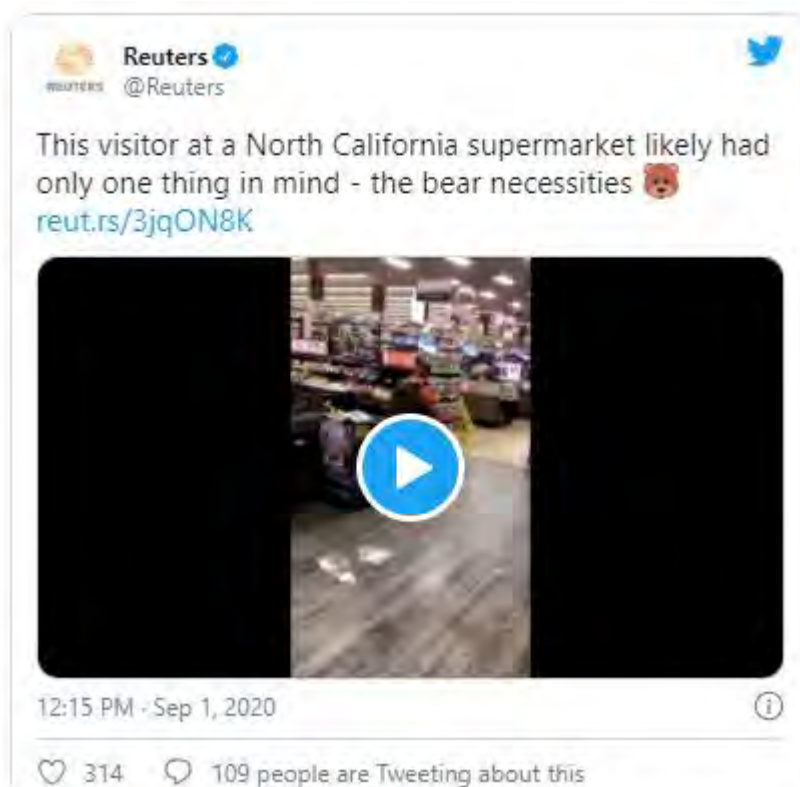 Reuters
REUTERS @Reuters
This visitor at a North California supermarket likely had
only one thing in mind - the bear necessities 🐻
reut.rs/3jqON8K
12:15 PM · Sep 1, 2020
314 109 people are Tweeting about this